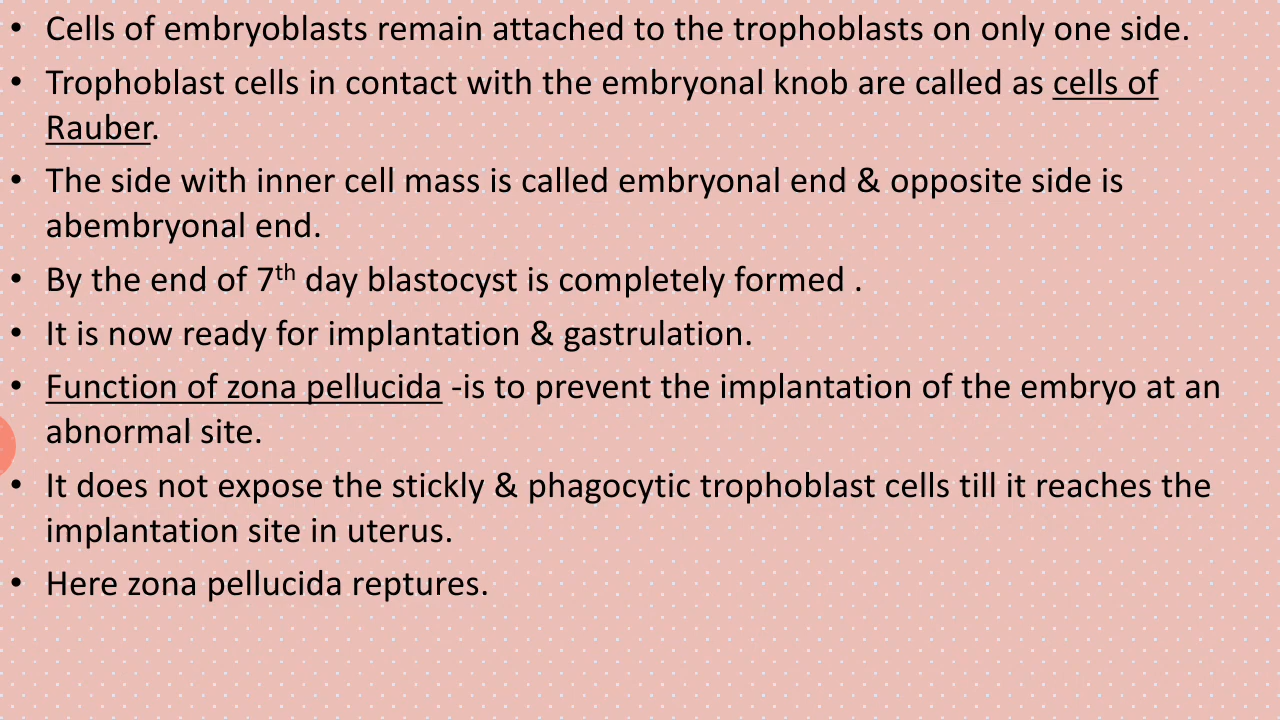 • Cells of embryoblasts remain attached to the trophoblasts on only one side.
• Trophoblast cells in contact with the embryonal knob are called as cells of
Rauber.
• The side with inner cell mass is called embryonal end & opposite side is
abembryonal end.
• By the end of 7th day blastocyst is completely formed .
• It is now ready for implantation & gastrulation.
• Function of zona pellucida -is to prevent the implantation of the embryo at an
abnormal site.
• It does not expose the stickly & phagocytic trophoblast cells till it reaches the
implantation site in uterus.
• Here zona pellucida reptures.